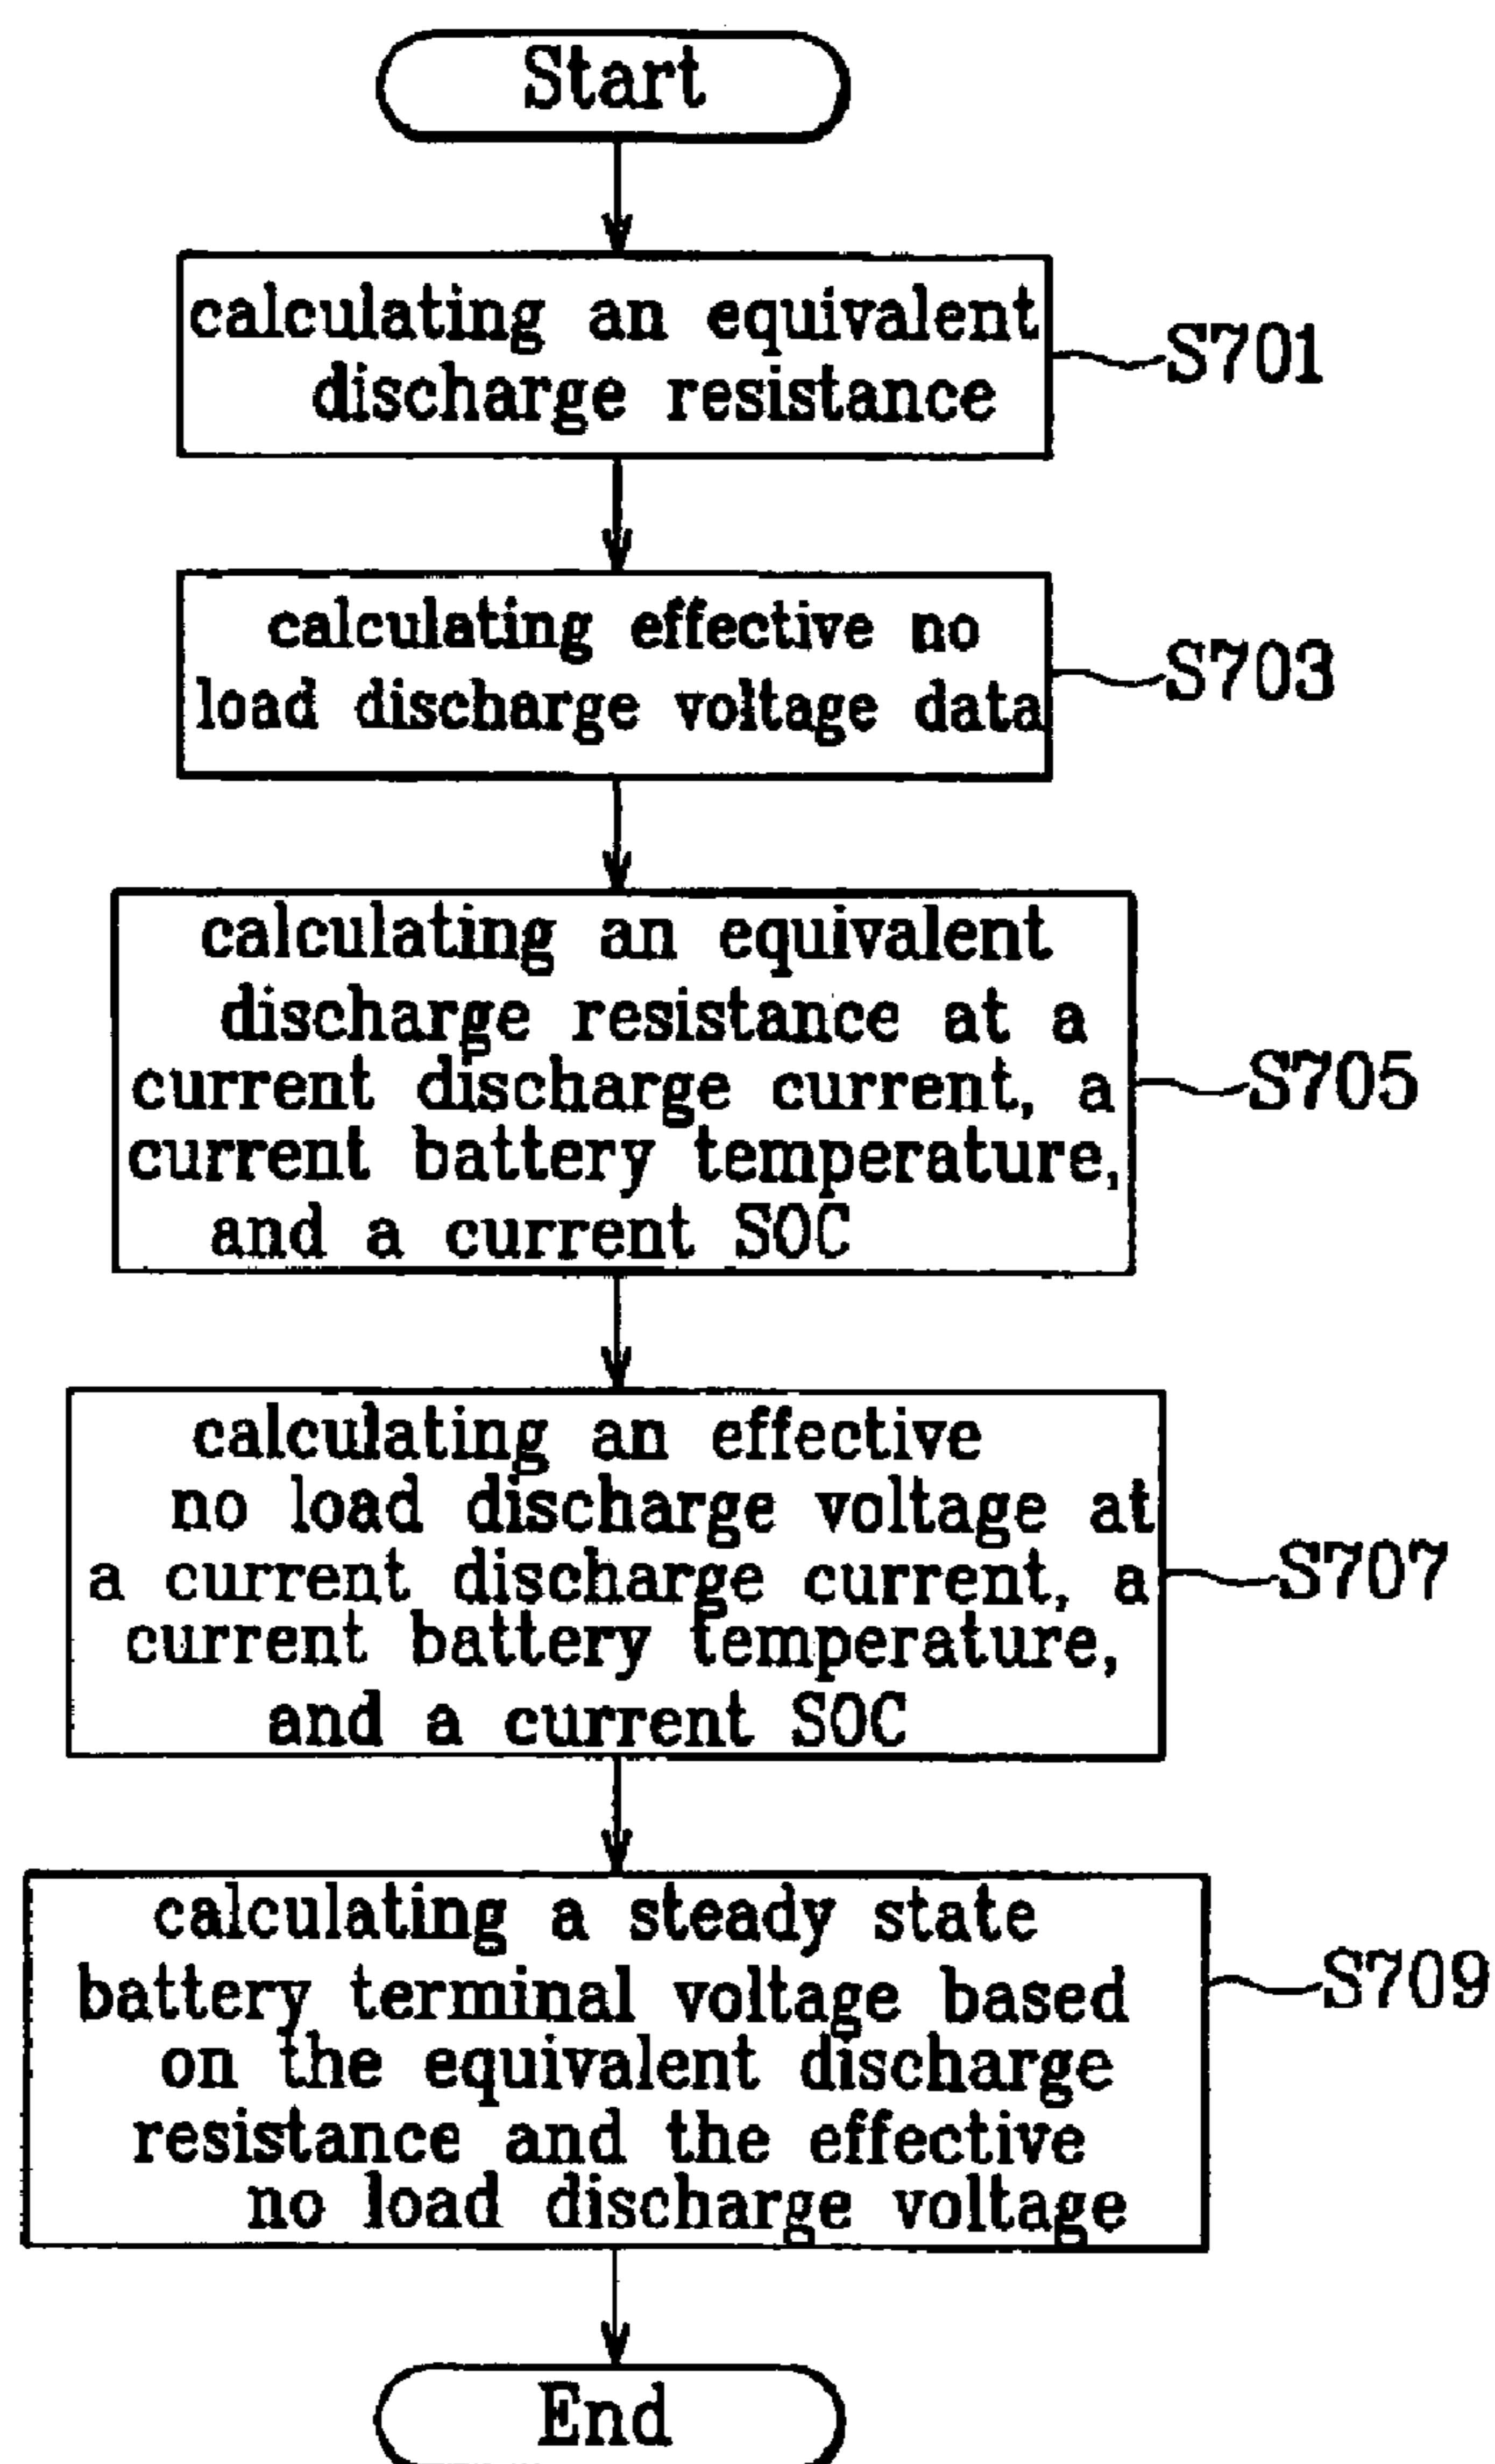 Start
calculating an equivalent
discharge resistance
S701
calculating effective no
load discharge voltage data
S703
calculating an equivalent
discharge resistance at a
current discharge current, a
current battery temperature,
and a current SOC
S705
calculating an effective
no load discharge voltage at
a current discharge current, a
current battery temperature,
and a current SOC
S707
calculating a steady state
battery terminal voltage based
on the equivalent discharge
resistance and the effective
no load discharge voltage
S709
End